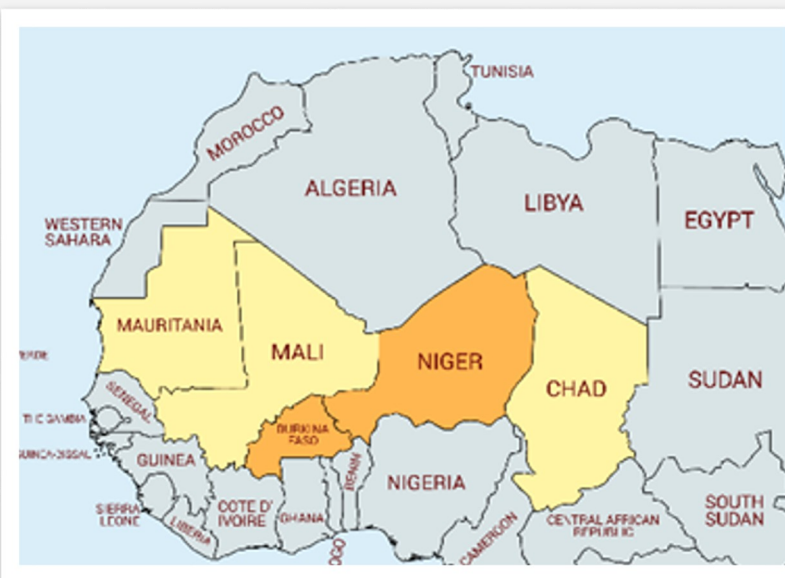 TUNISIA
MOROCCO
ALGERIA
LIBYA
EGYPT
WESTERN
SAHARA
MAURITANIA
MALI
NIGER
CHAD
SUDAN
SENEGAL
THE GAMBIA
BURKINA
FASO
GUINEA
NIGERIA
BENIN
SIERRA
LEONE
LIBERIA
COTE D'
IVOIRE
GHANA
CAMEROON
CENTRAL AFRICAN
REPUBLIC
SOUTH
SUDAN
OGO